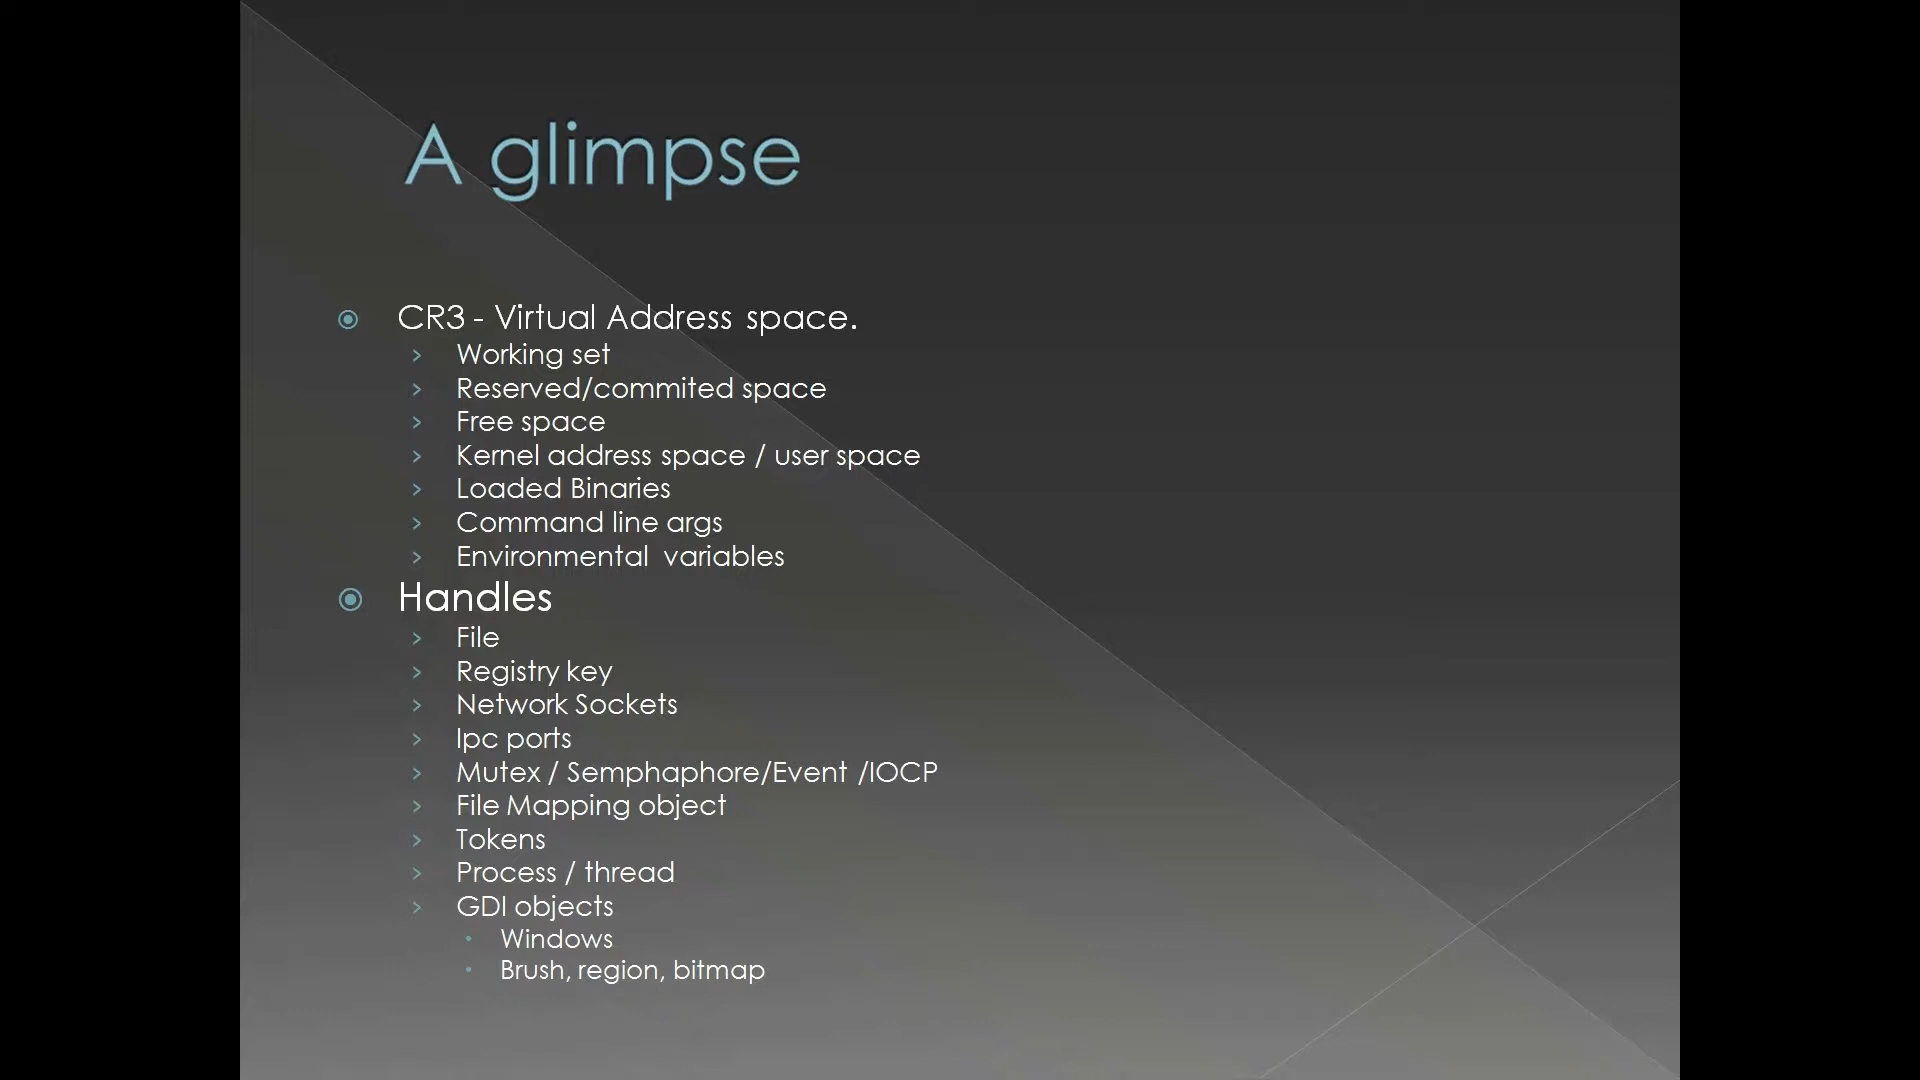 A glimpse
CR3 - Virtual Address space.
Working set
Reserved/commited space
Free space
Kernel address space / user space
Loaded Binaries
Command line args
Environmental variables
Handles
File
Registry key
Network Sockets
Ipc ports
Mutex / Semphaphore/Event /IOCP
File Mapping object
Tokens
Process / thread
GDI objects
Windows
Brush, region, bitmap